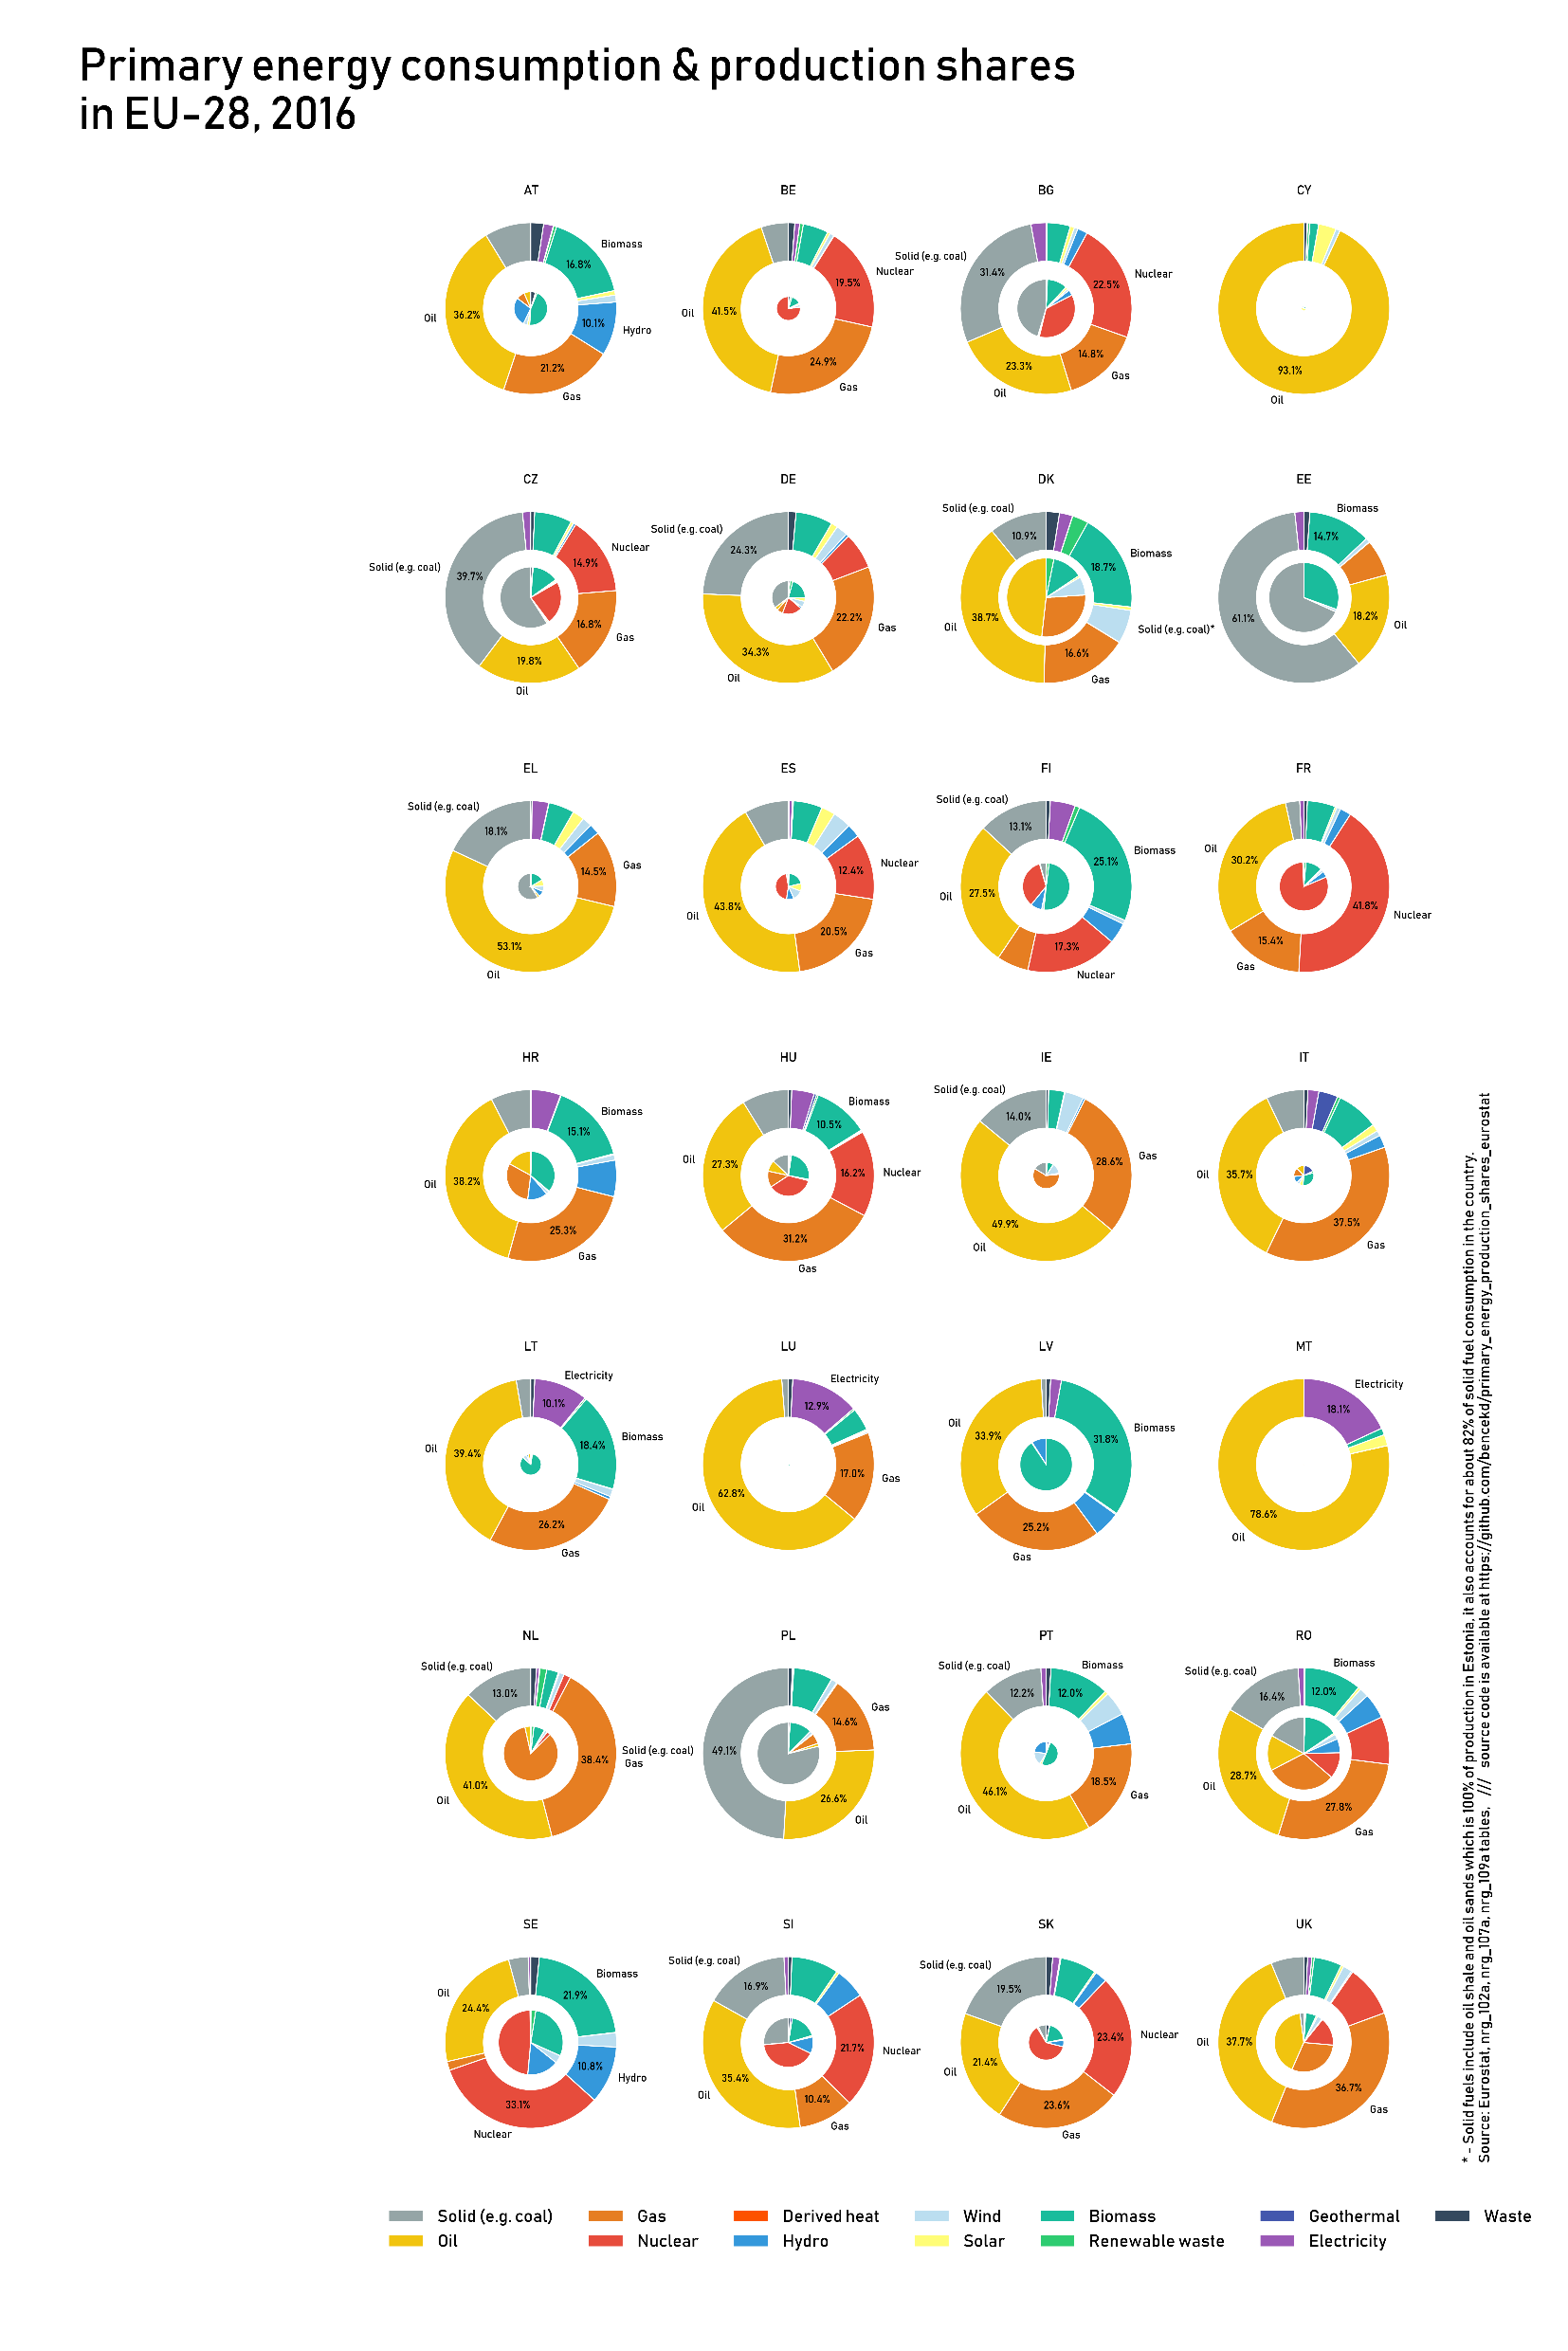 Primary energy consumption & production shares
in EU-28, 2016
AT
Biomass
16.8%
Oil
36.2%
10.1%
Hydro
21.2%
Gas
BE
Nuclear
19.5%
Oil
41.5%
24.9%
Gas
BG
Solid (e.g. coal)
31.4%
Nuclear
22.5%
14.8%
Gas
23.3%
Oil
CY
93.1%
Oil
CZ
Nuclear
14.9%
Solid (e.g. coal)
39.7%
16.8%
Gas
19.8%
Oil
DE
Solid (e.g. coal)
24.3%
22.2%
Gas
34.3%
Oil
DK
Solid (e.g. coal)
10.9%
Biomass
18.7%
Oil
38.7%
16.6%
Gas
EE
Biomass
14.7%
Solid (e.g. coal)*
61.1%
18.2%
Oil
EL
Solid (e.g. coal)
18.1%
Gas
14.5%
53.1%
Oil
ES
Nuclear
12.4%
Oil
43.8%
20.5%
Gas
FI
Solid (e.g. coal)
13.1%
Biomass
25.1%
Oil
27.5%
17.3%
Nuclear
FR
Oil
30.2%
41.8%
Nuclear
15.4%
Gas
HR
Biomass
15.1%
Oil
38.2%
25.3%
Gas
HU
Biomass
10.5%
Oil
27.3%
16.2%
Nuclear
31.2%
Gas
IE
Solid (e.g. coal)
14.0%
28.6%
Gas
49.9%
Oil
IT
Oil
35.7%
37.5%
Gas
LT
Electricity
10.1%
Biomass
18.4%
Oil
39.4%
26.2%
Gas
LU
Electricity
12.9%
17.0%
Gas
62.8%
Oil
LV
Oil
33.9%
31.8%
Biomass
25.2%
Gas
MT
Electricity
18.1%
78.6%
Oil
NL
Solid (e.g. coal)
13.0%
38.4%
Gas
41.0%
Oil
PL
Gas
14.6%
Solid (e.g. coal)
49.1%
26.6%
Oil
PT
Solid (e.g. coal)
12.2%
Biomass
12.0%
46.1%
Oil
18.5%
Gas
RO
Solid (e.g. coal)
16.4%
Biomass
12.0%
Oil
28.7%
27.8%
Gas
SE
Biomass
21.9%
Oil
24.4%
10.8%
Hydro
33.1%
Nuclear
SI
Solid (e.g. coal)
16.9%
21.7%
Nuclear
35.4%
Oil
10.4%
Gas
SK
Solid (e.g. coal)
19.5%
23.4%
Nuclear
21.4%
Oil
23.6%
Gas
UK
Oil
37.7%
36.7%
Gas
* - Solid fuels include oil shale and oil sands which is 100% of production in Estonia, it also accounts for about 82% of solid fuel consumption in the country.
Source: Eurostat, nrg_102a, nrg_107a, nrg_109a tables, /// source code is available at https://github.com/bencekd/primary_energy_production_shares_eurostat
Solid (e.g. coal) Gas Derived heat Wind Biomass Geothermal Waste
Oil Nuclear Hydro Solar Renewable waste Electricity